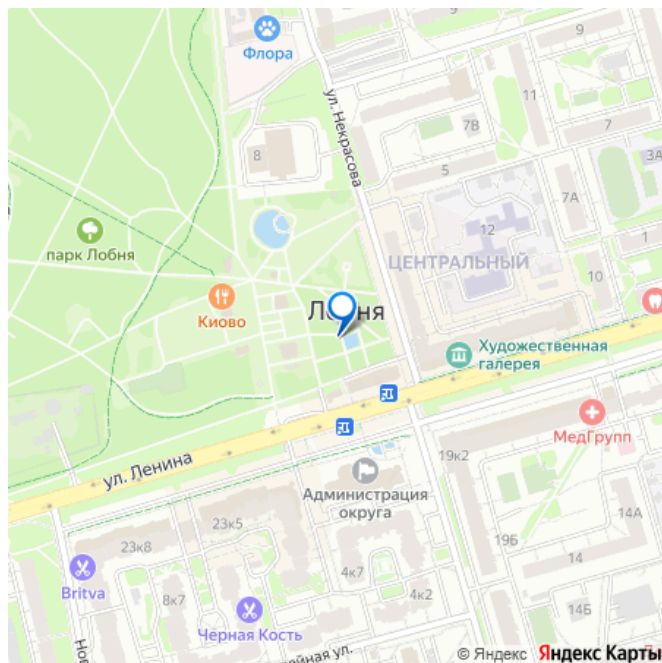 Флора
9
9
11
ул. Некрасова
7В
7
8
5
3А
7А
12
парк Лобня
ЦЕНТРАЛЬНЫЙ
1
10
Киово
Художественная
галерея
МедГрупп
ул. Ленина
19к2
Администрация
округа
23к5
23к8
19Б
14А
14
Britva
8к7
4к7
4к2
14Б
Черная Кость
© Яндекс Яндекс Карты